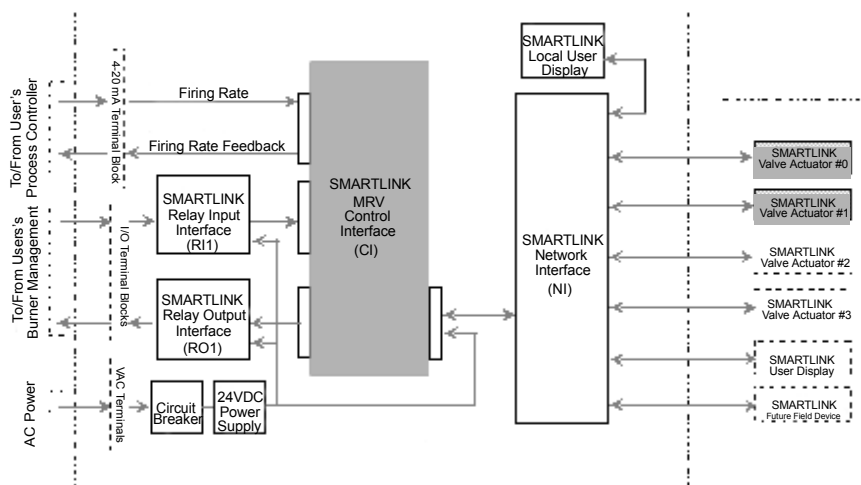 To/From User's
Process Controller
4-20 mA Terminal Block
Firing Rate
Firing Rate Feedback
To/From Users's
Burner Management
I/O Terminal Blocks
SMARTLINK
Relay Input
Interface
(RI1)
SMARTLINK
Relay Output
Interface
(RO1)
AC Power
VAC Terminals
Circuit
Breaker
24VDC
Power
Supply
SMARTLINK
MRV
Control
Interface
(CI)
SMARTLINK
Local User
Display
SMARTLINK
Network
Interface
(NI)
SMARTLINK
Valve Actuator #0
SMARTLINK
Valve Actuator #1
SMARTLINK
Valve Actuator #2
SMARTLINK
Valve Actuator #3
SMARTLINK
User Display
SMARTLINK
Future Field Device